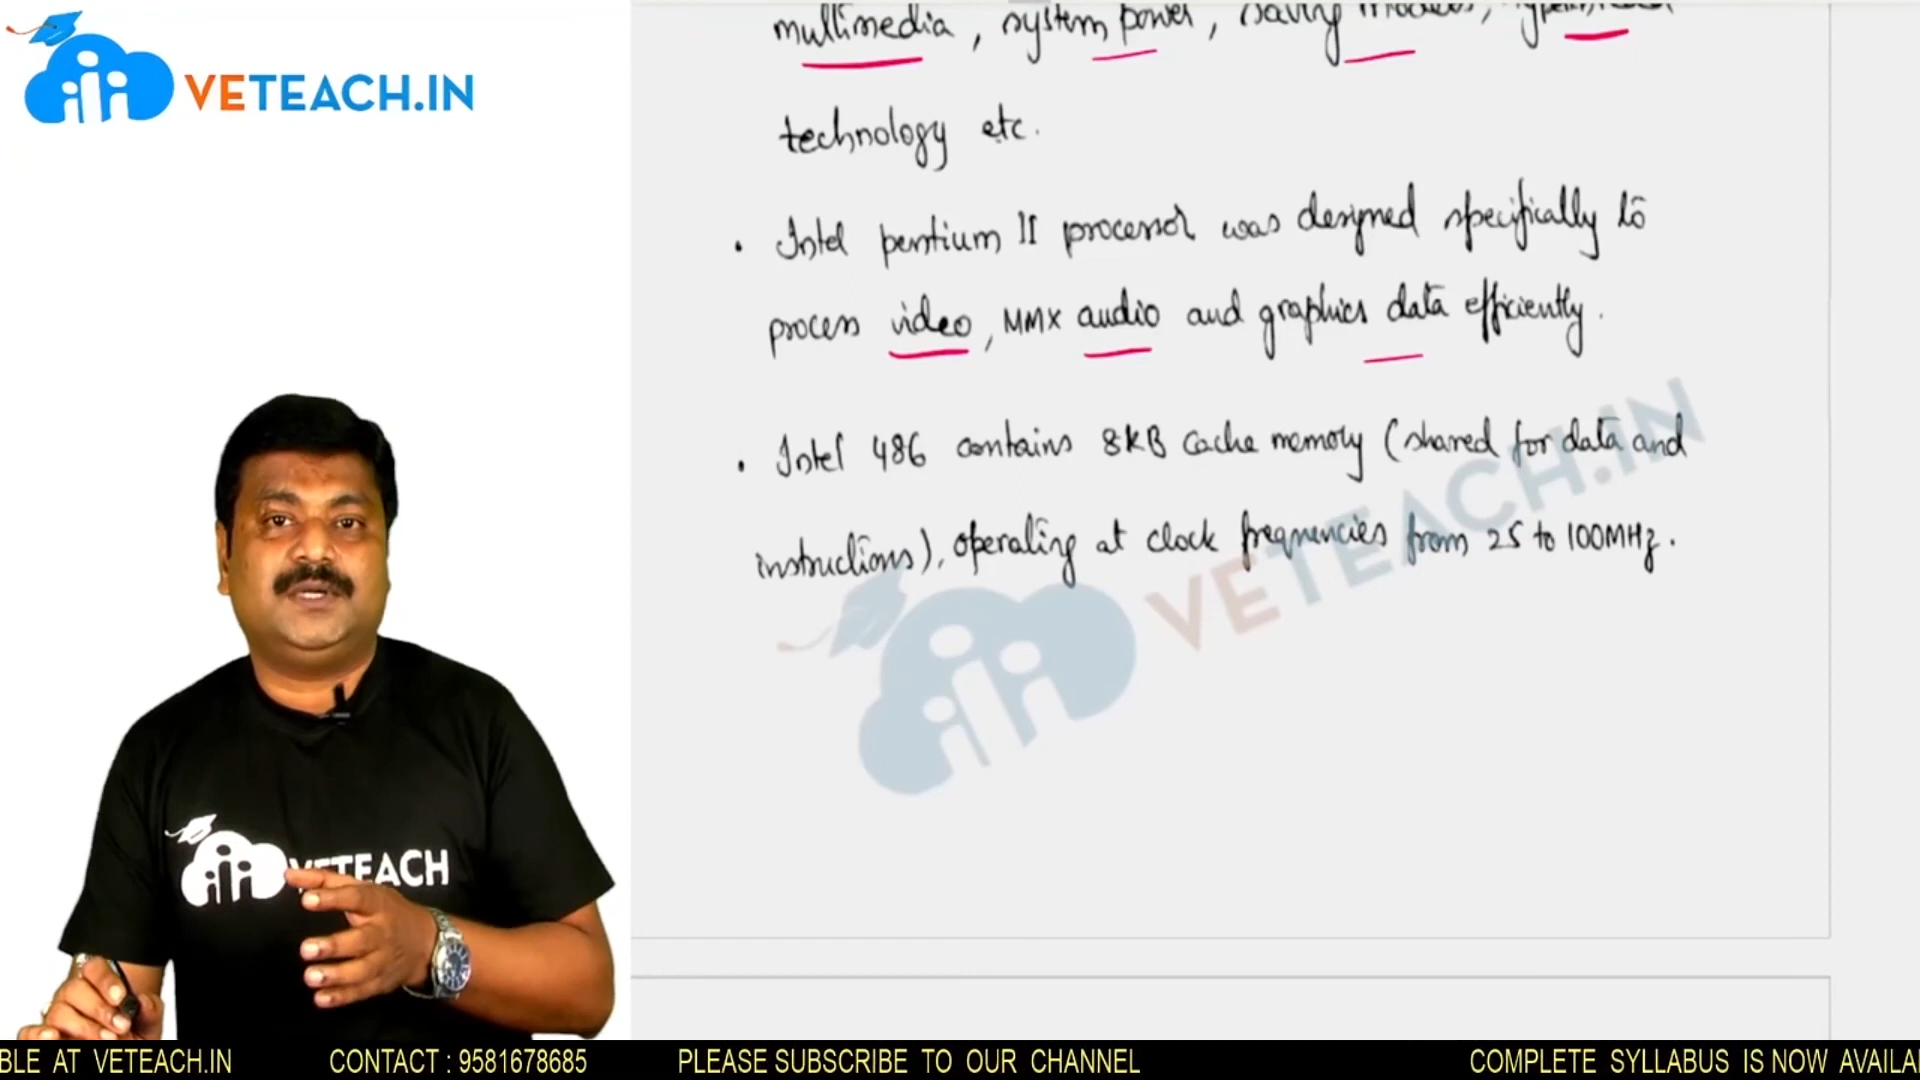 VETEACH.IN
multimedia, system power, saving
technology etc.
• Intel pentium II processor was designed specifically to
process video, MMX audio and graphics data efficiently.
• Intel 486 contains 8KB Cache memory (shared for data and
instructions), operating at clock frequencies from 25 to 100MHz.
VETEACH.IN
VETEACH
BLE AT VETEACH.IN CONTACT : 9581678685 PLEASE SUBSCRIBE TO OUR CHANNEL COMPLETE SYLLABUS IS NOW AVAILA